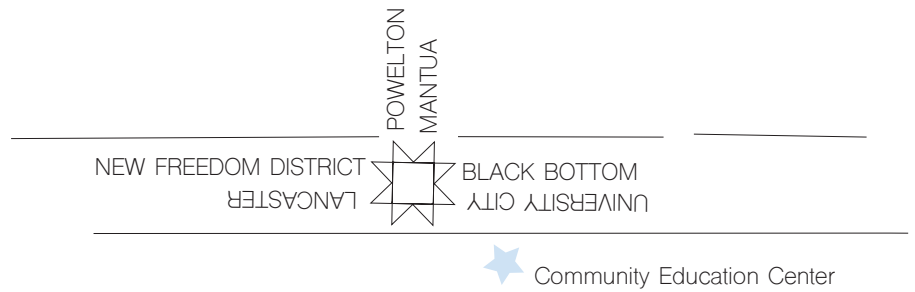 POWELTON
MANTUA
NEW FREEDOM DISTRICT
LANCASTER
BLACK BOTTOM
UNIVERSITY CITY
Community Education Center